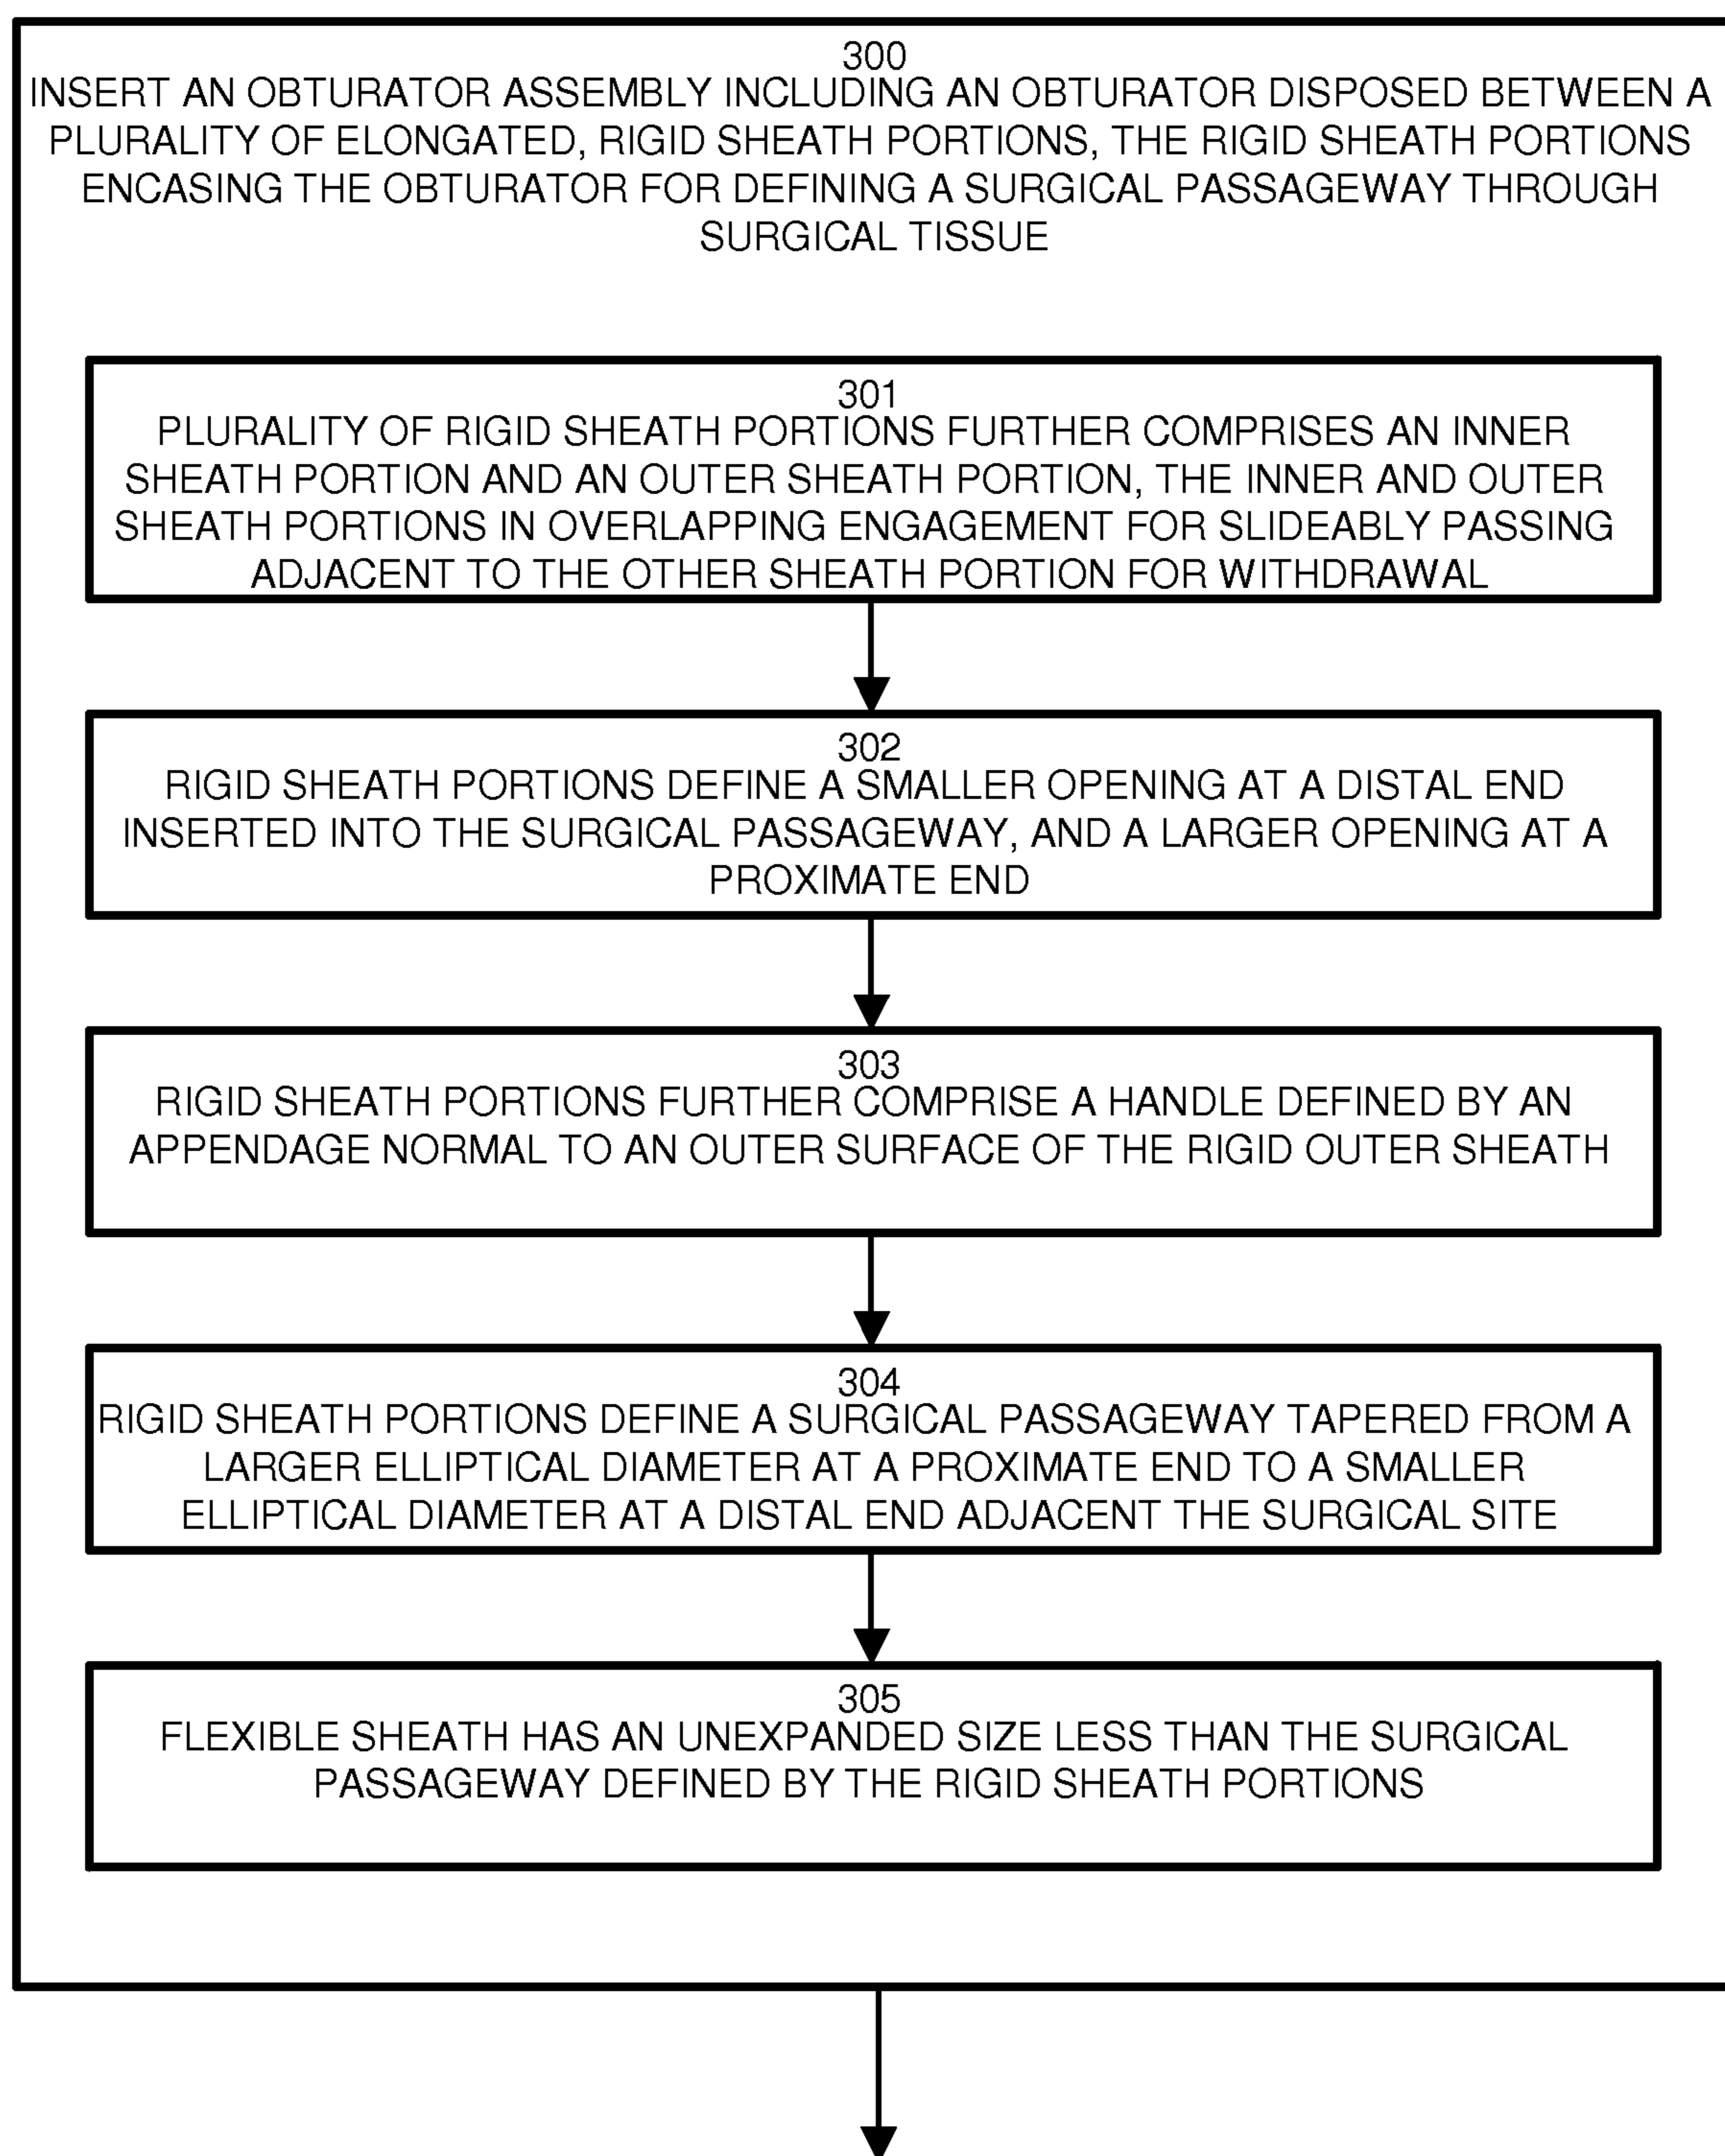 300
INSERT AN OBTURATOR ASSEMBLY INCLUDING AN OBTURATOR DISPOSED BETWEEN A
PLURALITY OF ELONGATED, RIGID SHEATH PORTIONS, THE RIGID SHEATH PORTIONS
ENCASING THE OBTURATOR FOR DEFINING A SURGICAL PASSAGEWAY THROUGH
SURGICAL TISSUE
301
PLURALITY OF RIGID SHEATH PORTIONS FURTHER COMPRISES AN INNER
SHEATH PORTION AND AN OUTER SHEATH PORTION, THE INNER AND OUTER
SHEATH PORTIONS IN OVERLAPPING ENGAGEMENT FOR SLIDEABLY PASSING
ADJACENT TO THE OTHER SHEATH PORTION FOR WITHDRAWAL
302
RIGID SHEATH PORTIONS DEFINE A SMALLER OPENING AT A DISTAL END
INSERTED INTO THE SURGICAL PASSAGEWAY, AND A LARGER OPENING AT A
PROXIMATE END
303
RIGID SHEATH PORTIONS FURTHER COMPRISE A HANDLE DEFINED BY AN
APPENDAGE NORMAL TO AN OUTER SURFACE OF THE RIGID OUTER SHEATH
304
RIGID SHEATH PORTIONS DEFINE A SURGICAL PASSAGEWAY TAPERED FROM A
LARGER ELLIPTICAL DIAMETER AT A PROXIMATE END TO A SMALLER
ELLIPTICAL DIAMETER AT A DISTAL END ADJACENT THE SURGICAL SITE
305
FLEXIBLE SHEATH HAS AN UNEXPANDED SIZE LESS THAN THE SURGICAL
PASSAGEWAY DEFINED BY THE RIGID SHEATH PORTIONS